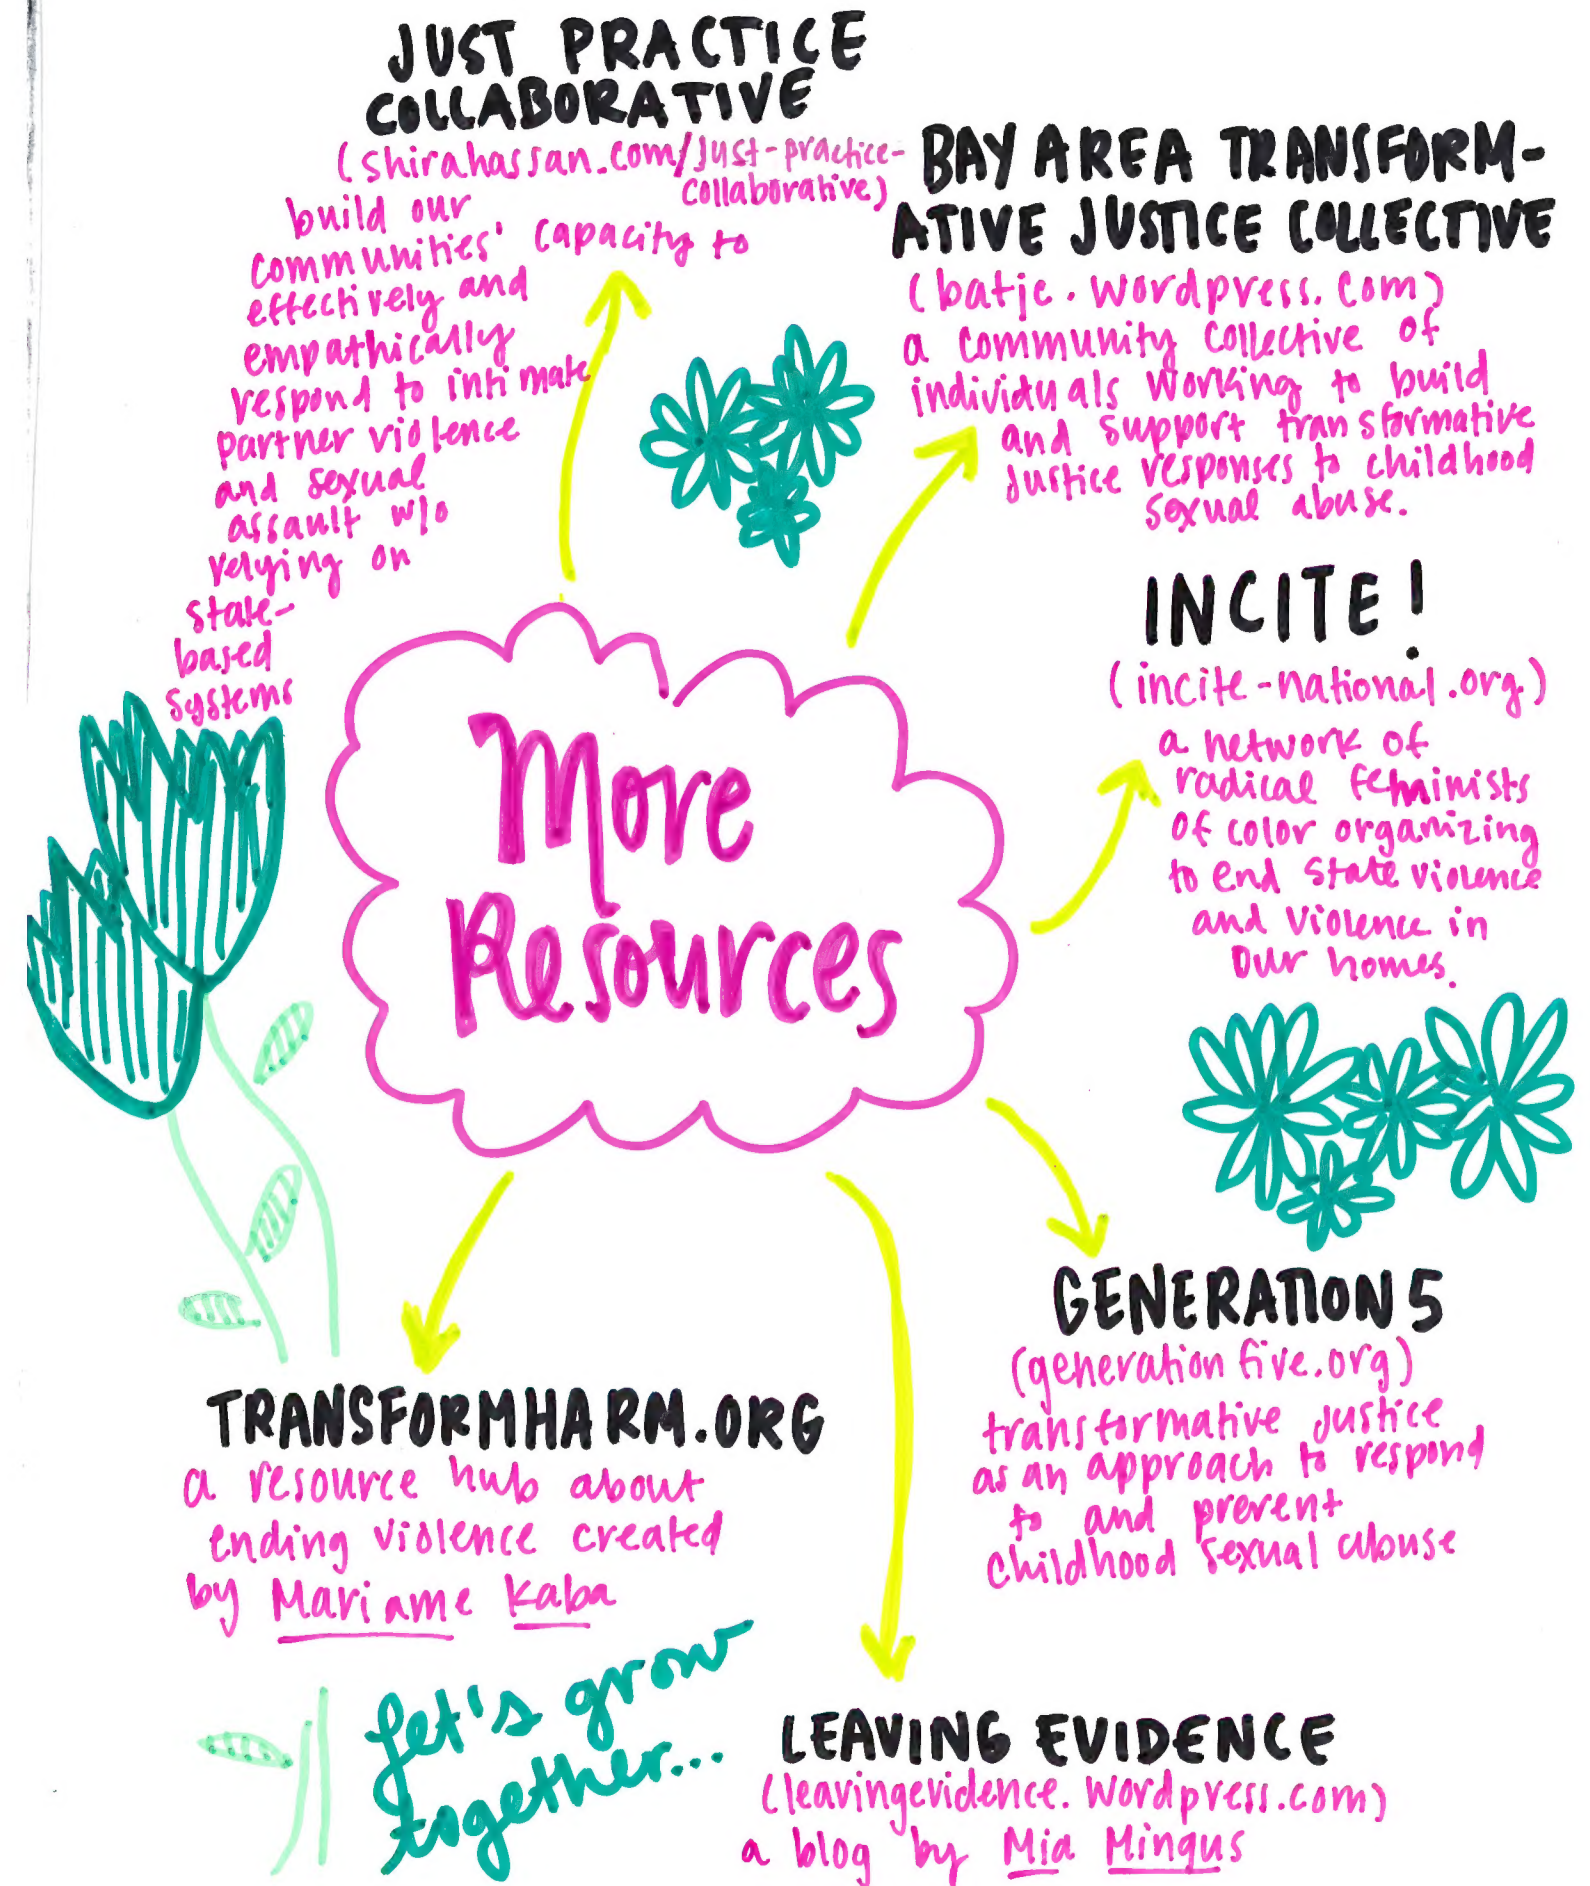 JUST PRACTICE
COLLABORATIVE
(shirahassan.com/just-practice-
collaborative)
build our
communities' capacity to
effectively and
empathically
respond to intimate
partner violence
and sexual
assault w/o
relying on
state-
based
systems
BAY AREA TRANSFORM-
ATIVE JUSTICE COLLECTIVE
(batjc.wordpress.com)
a community collective of
individuals working to build
and support transformative
justice responses to childhood
sexual abuse.
INCITE!
(incite-national.org)
a network of
radical feminists
of color organizing
to end state violence
and violence in
our homes.
More
Resources
GENERATION 5
(generation five.org)
transformative justice
as an approach to respond
to and prevent
childhood sexual abuse
TRANSFORMHARM.ORG
a resource hub about
ending violence created
by Mariame Kaba
Let's grow
together...
LEAVING EVIDENCE
(leavingevidence.wordpress.com)
a blog by Mia Mingus